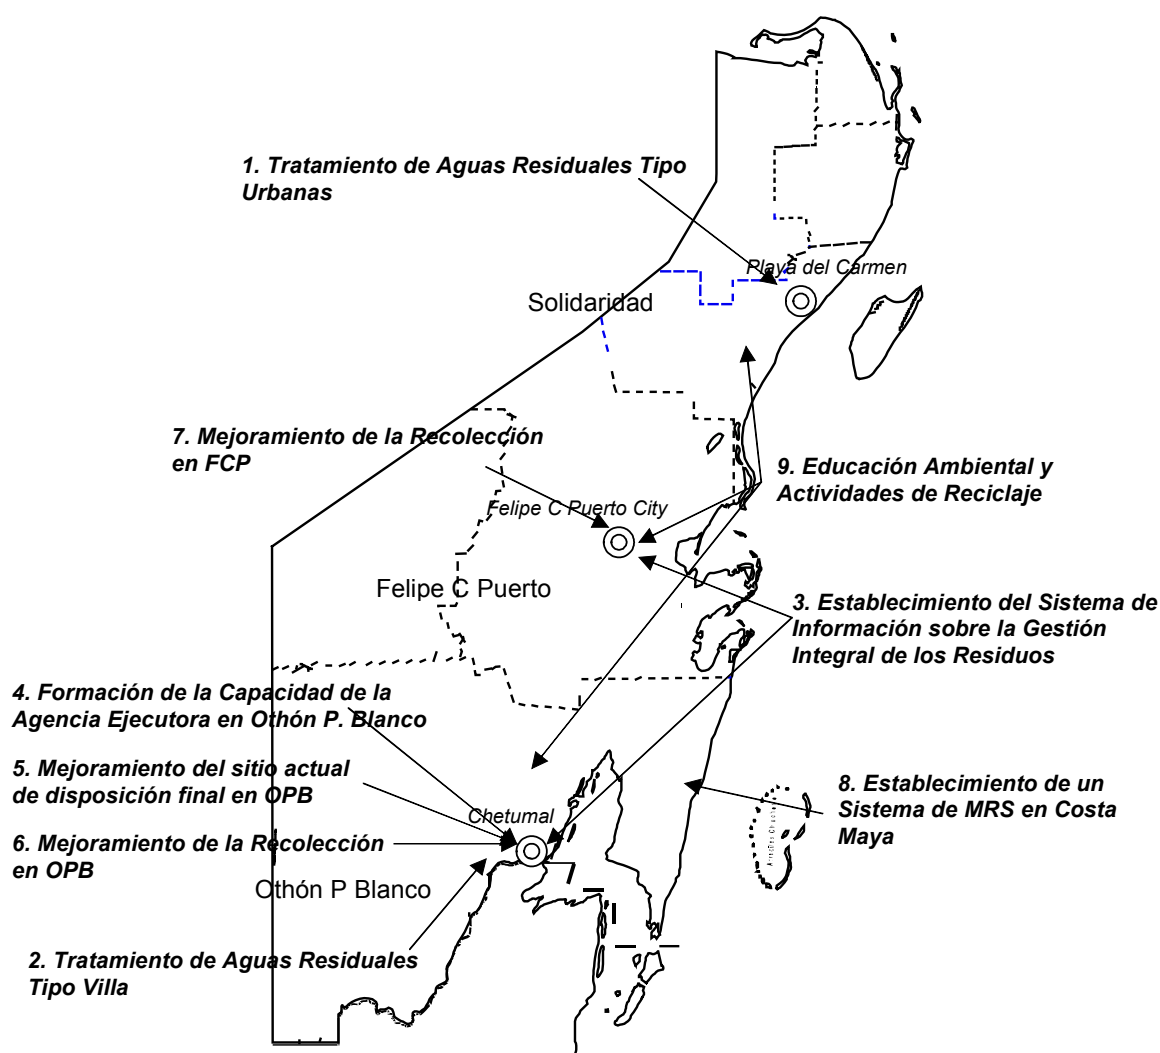 1. Tratamiento de Aguas Residuales Tipo
Urbanas
Playa del Carmen
Solidaridad
7. Mejoramiento de la Recolección
en FCP
9. Educación Ambiental y
Actividades de Reciclaje
Felipe C Puerto City
Felipe C Puerto
3. Establecimiento del Sistema de
Información sobre la Gestión
Integral de los Residuos
4. Formación de la Capacidad de la
Agencia Ejecutora en Othón P. Blanco
5. Mejoramiento del sitio actual
de disposición final en OPB
8. Establecimiento de un
Sistema de MRS en Costa
Maya
Chetumal
6. Mejoramiento de la Recolección
en OPB
Othón P Blanco
2. Tratamiento de Aguas Residuales
Tipo Villa